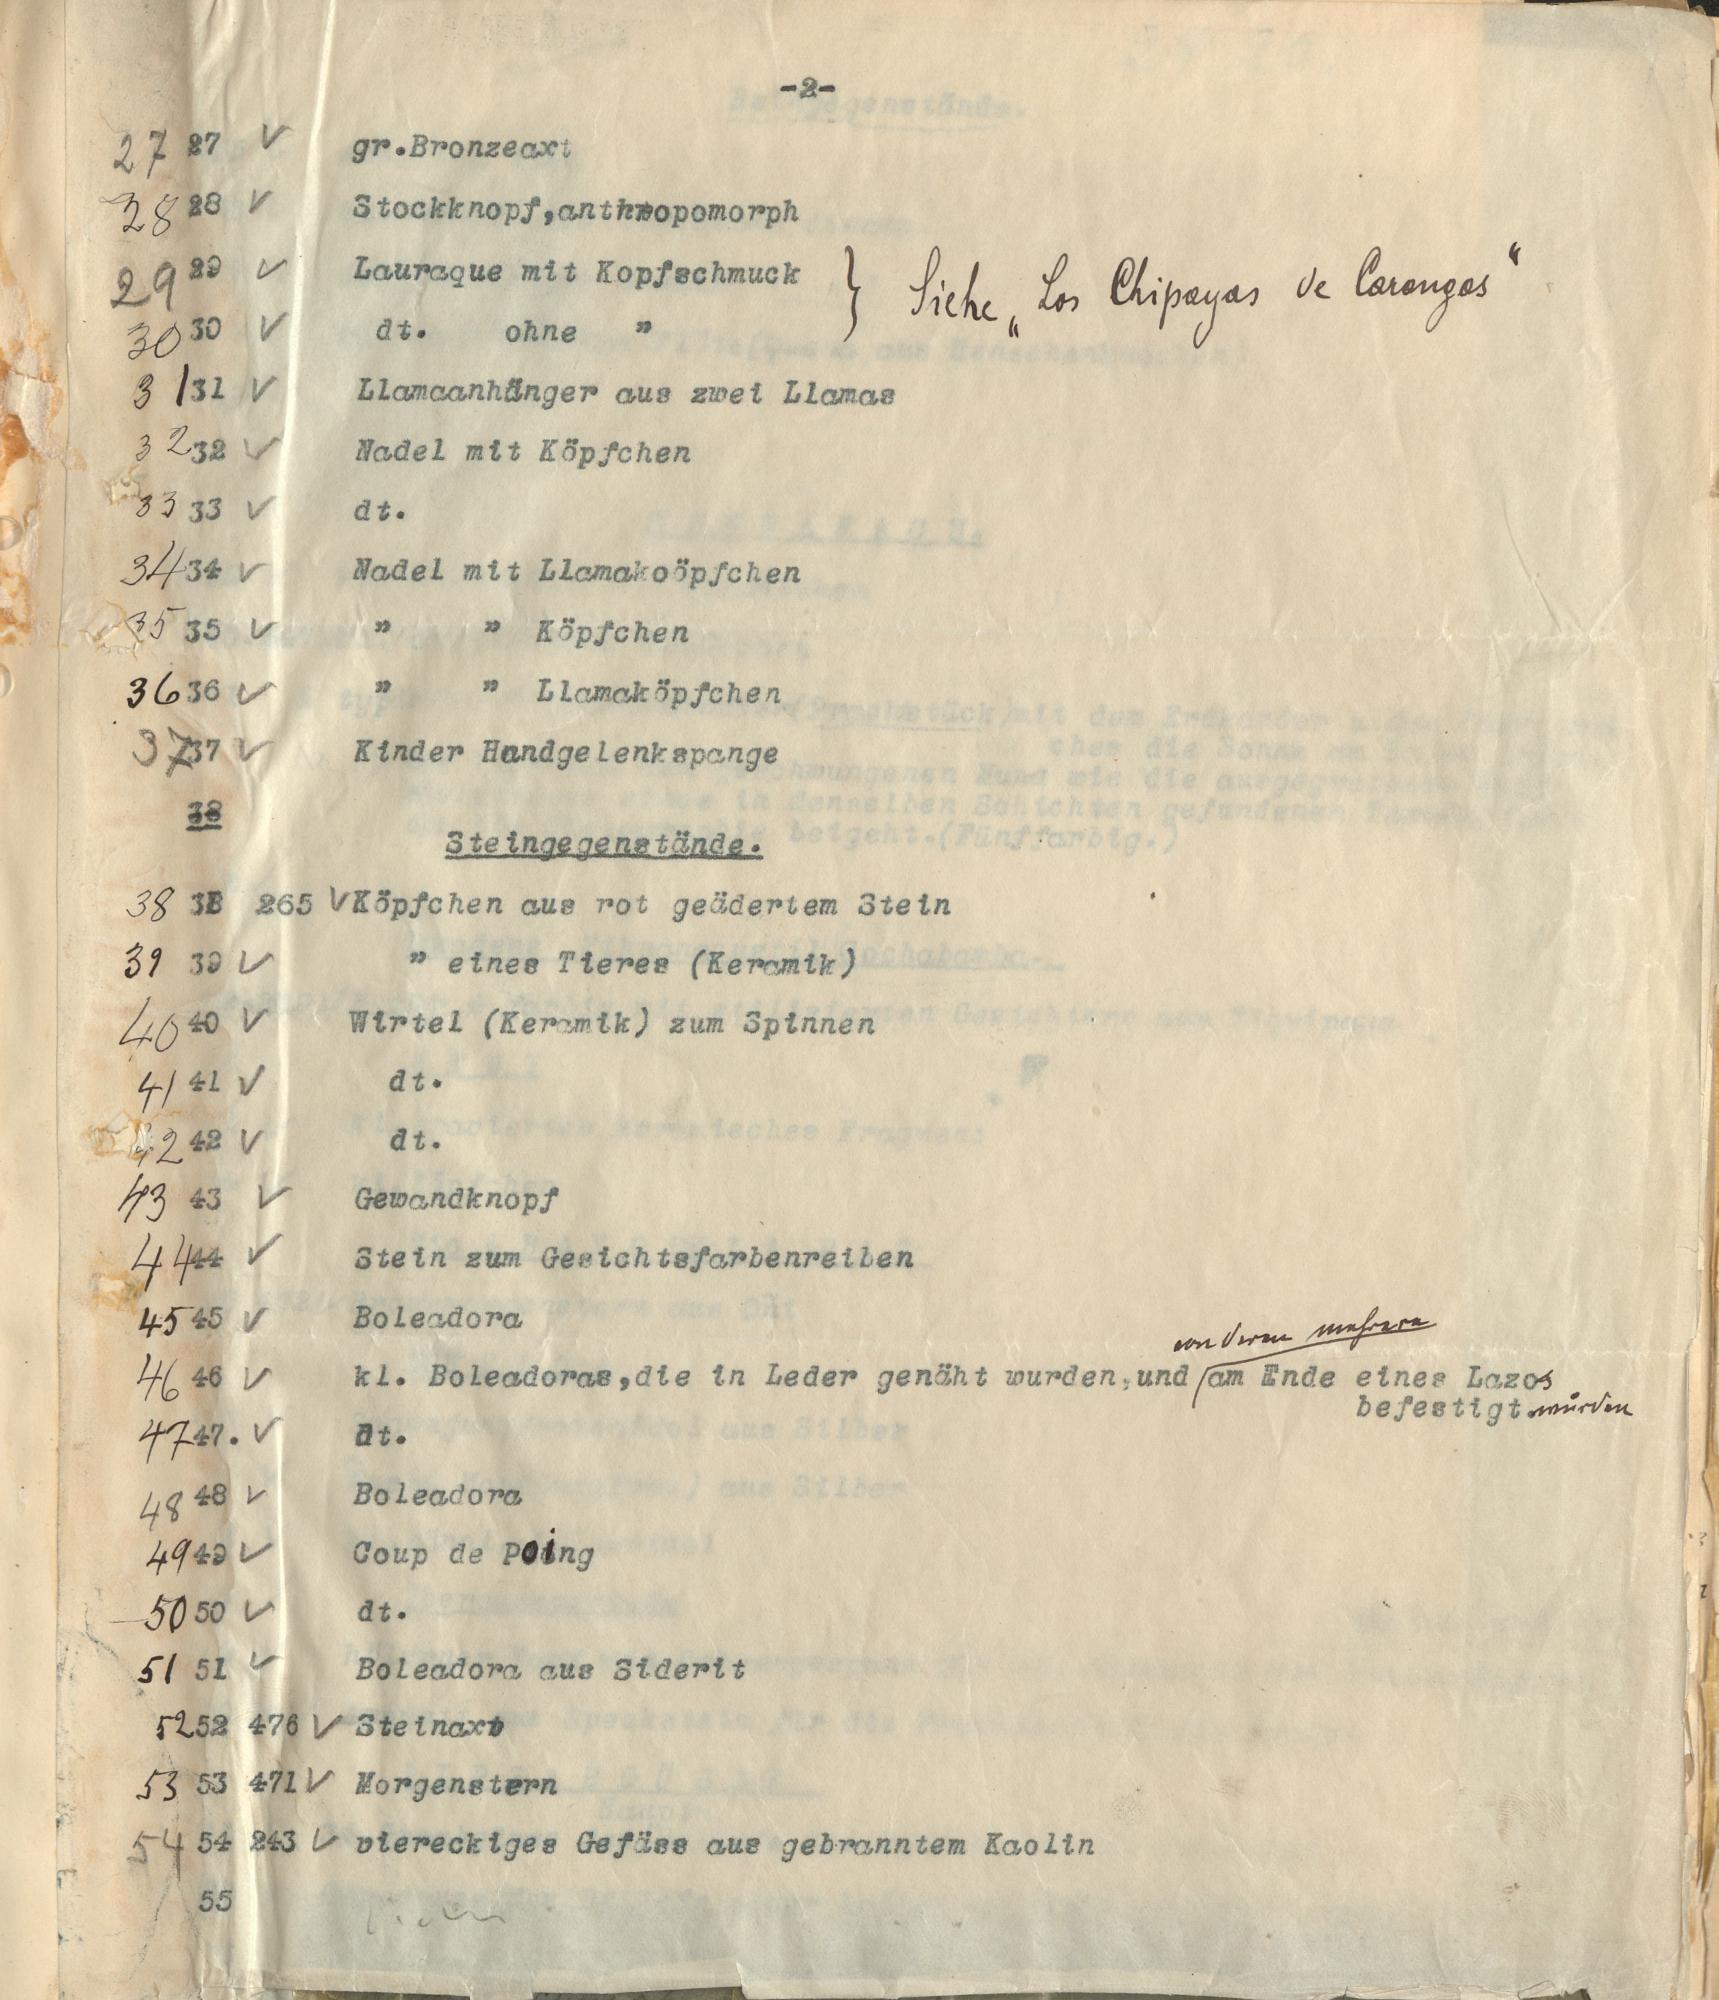 -2-
27 27 ✓ gr.Bronzeaxt
28 28 ✓ Stockknopf,anthropomorph
29 29 ✓ Lauraque mit Kopfschmuck } Siehe „Los Chipayas de Carangas“
30 30 ✓ dt. ohne "
31 31 ✓ Llamaanhänger aus zwei Llamas
32 32 ✓ Nadel mit Köpfchen
33 33 ✓ dt.
34 34 ✓ Nadel mit Llamakoöpfchen
35 35 ✓ " " Köpfchen
36 36 ✓ " " Llamaköpfchen
37 37 ✓ Kinder Handgelenkspange
38
Steingegenstände.
38 38 265 ✓ Köpfchen aus rot geädertem Stein
39 39 ✓ " eines Tieres (Keramik)
40 40 ✓ Wirtel (Keramik) zum Spinnen
41 41 ✓ dt.
42 42 ✓ dt.
43 43 ✓ Gewandknopf
44 44 ✓ Stein zum Gesichtsfarbenreiben
45 45 ✓ Boleadora
von deren mehrere
46 46 ✓ kl. Boleadoras,die in Leder genäht wurden,und am Ende eines Lazos
befestigt.wurden
47 47. ✓ dt.
48 48 ✓ Boleadora
49 49 ✓ Coup de Poing
50 50 ✓ dt.
51 51 ✓ Boleadora aus Siderit
52 52 476 ✓ Steinaxt
53 53 471 ✓ Morgenstern
54 54 243 ✓ viereckiges Gefäss aus gebranntem Kaolin
55